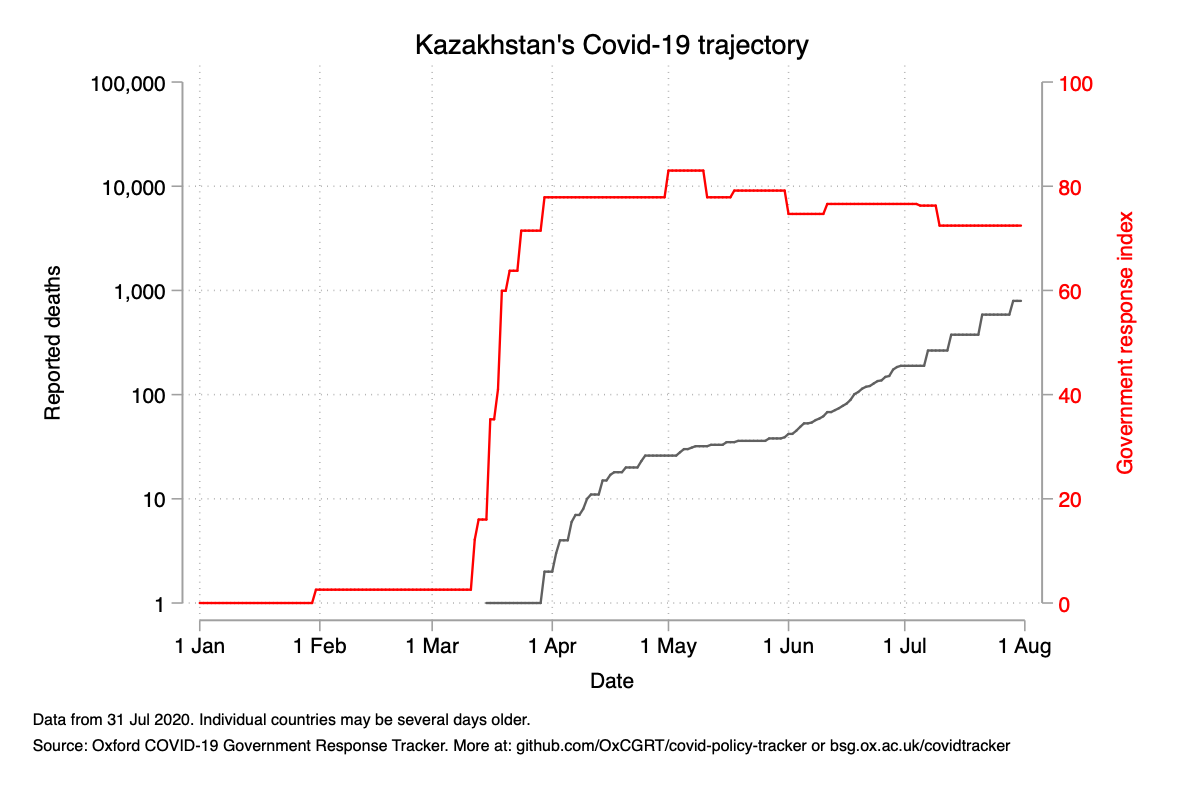 Kazakhstan's Covid-19 trajectory
100,000
10,000
1,000
100
10
1
Reported deaths
100
80
60
40
20
0
Government response index
1 Jan 1 Feb 1 Mar 1 Apr 1 May 1 Jun 1 Jul 1 Aug
Date
Data from 31 Jul 2020. Individual countries may be several days older.
Source: Oxford COVID-19 Government Response Tracker. More at: github.com/OxCGRT/covid-policy-tracker or bsg.ox.ac.uk/covidtracker